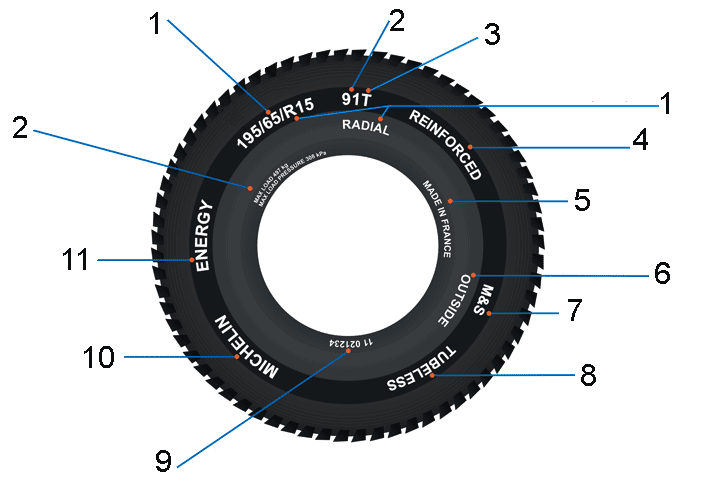 1
2
3
195/65/R15
91T
RADIAL
1
REINFORCED
4
2
MAX LOAD 487 kg
MAX LOAD PRESSURE 306 kPa
MADE IN FRANCE
5
ENERGY
11
OUTSIDE
6
M&S
7
MICHELIN
10
11 021234
TUBELESS
8
9